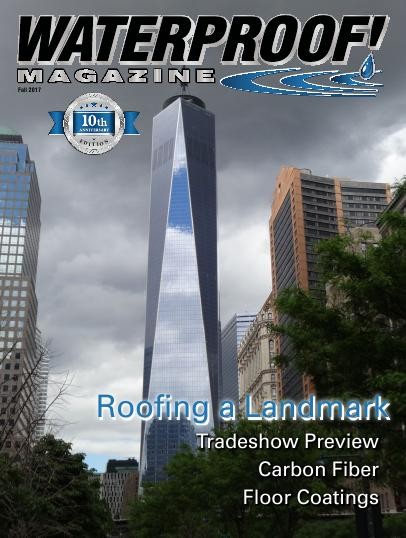 WATERPROOF!
MAGAZINE
Fall 2017
10th
ANNIVERSARY
EDITION
Roofing a Landmark
Tradeshow Preview
Carbon Fiber
Floor Coatings